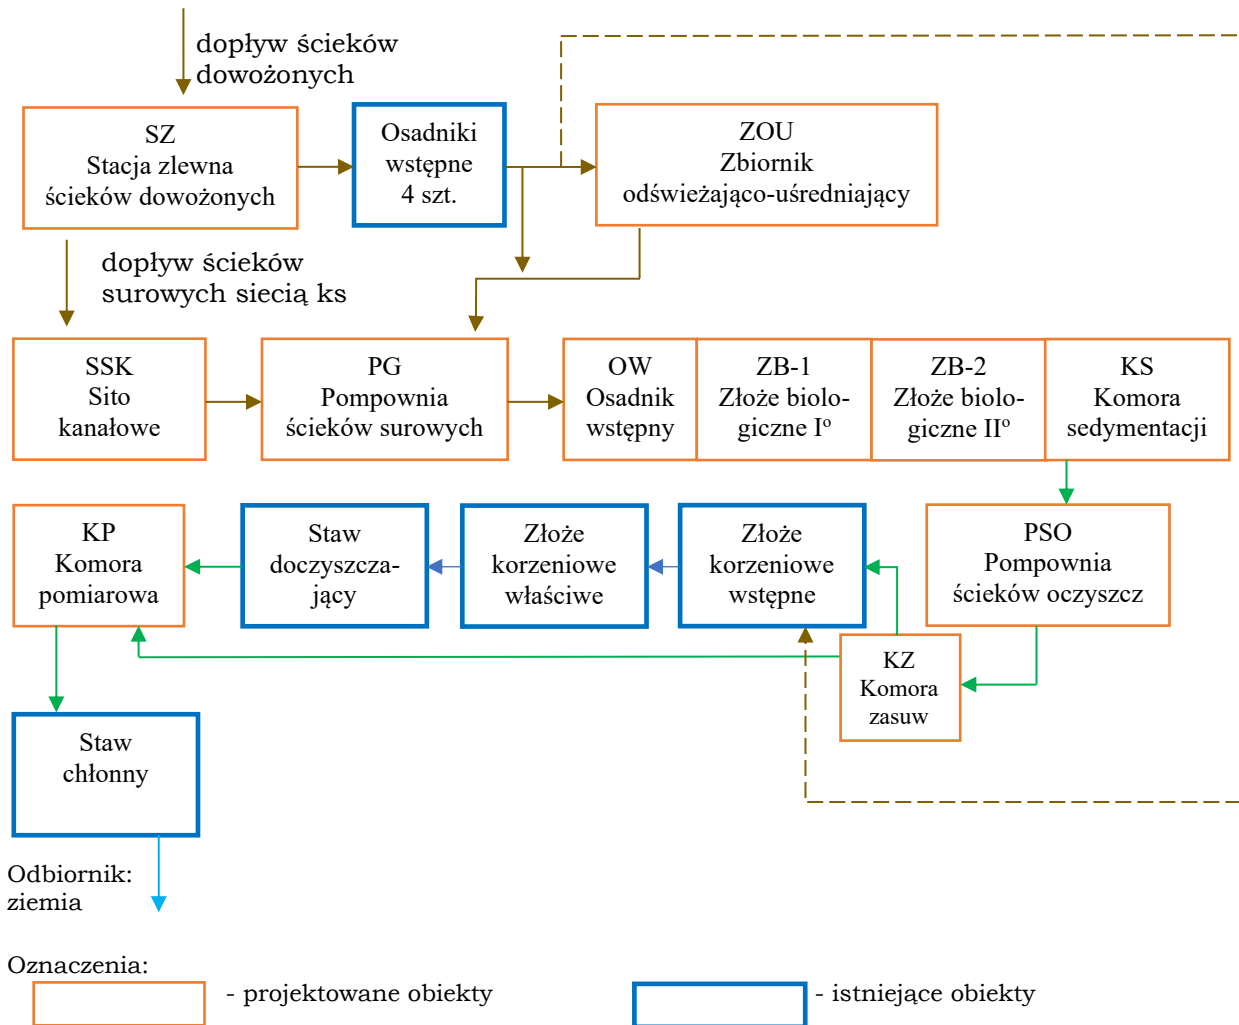 dopływ ścieków
dowożonych
SZ
Stacja zlewna
ścieków dowożonych
Osadniki
wstępne
4 szt.
ZOU
Zbiornik
odświeżająco-uśredniający
dopływ ścieków
surowych siecią ks
SSK
Sito
kanałowe
PG
Pompownia
ścieków surowych
OW
Osadnik
wstępny
ZB-1
Złoże biolo-
giczne Iº
ZB-2
Złoże biolo-
giczne IIº
KS
Komora
sedymentacji
KP
Komora
pomiarowa
Staw
doczyszcza-
jący
Złoże
korzeniowe
właściwe
Złoże
korzeniowe
wstępne
PSO
Pompownia
ścieków oczyszcz
KZ
Komora
zasuw
Staw
chłonny
Odbiornik:
ziemia
Oznaczenia:
- projektowane obiekty
- istniejące obiekty